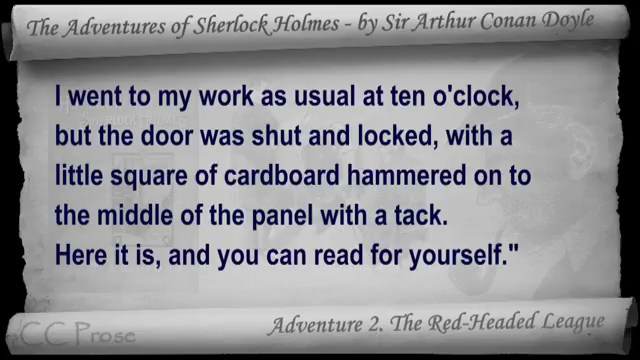 The Adventures of Sherlock Holmes - by Sir Arthur Conan Doyle
I went to my work as usual at ten o'clock,
but the door was shut and locked, with a
little square of cardboard hammered on to
the middle of the panel with a tack.
Here it is, and you can read for yourself."
CC Prose
Adventure 2. The Red-Headed League